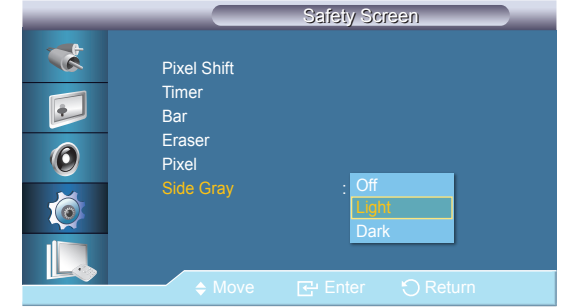 Safety Screen
Pixel Shift
Timer
Bar
Eraser
Pixel
Side Gray : Off
Light
Dark
Move Enter Return